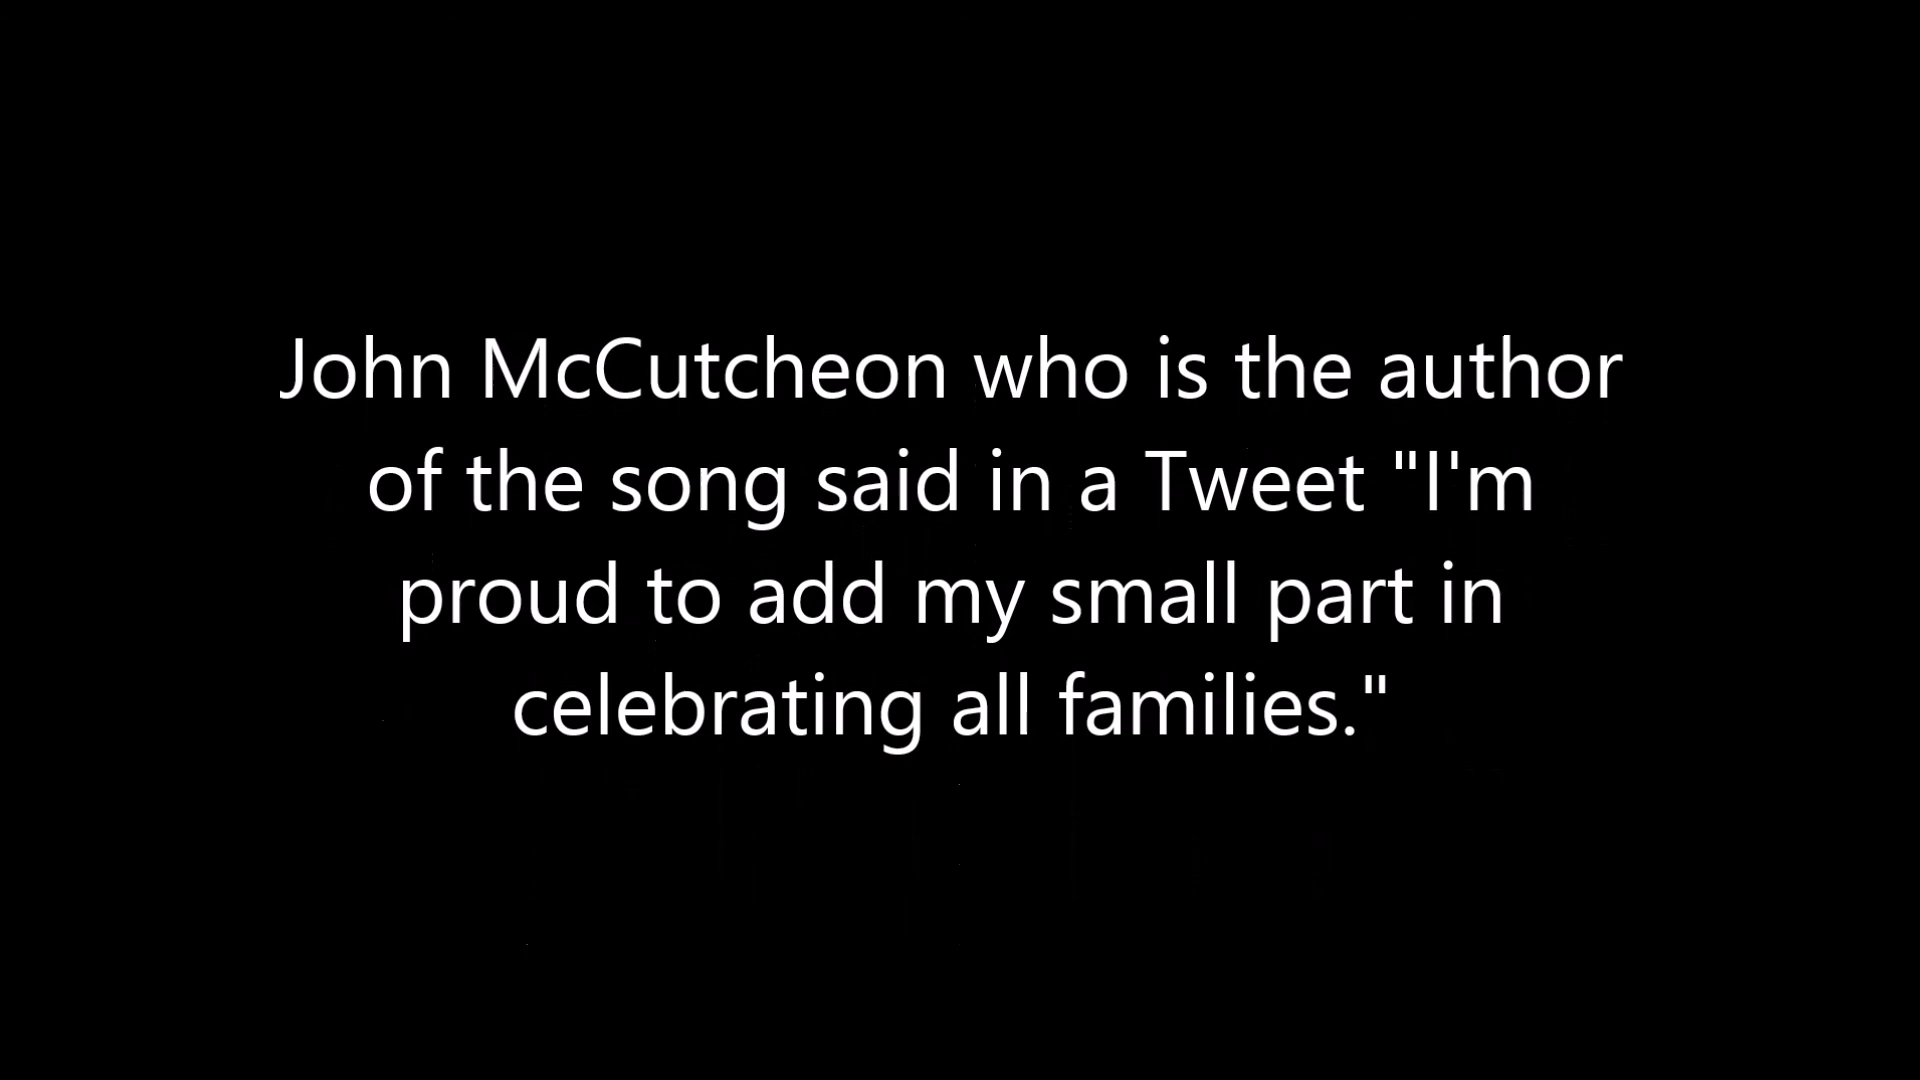 John McCutcheon who is the author
of the song said in a Tweet "I'm
proud to add my small part in
celebrating all families."